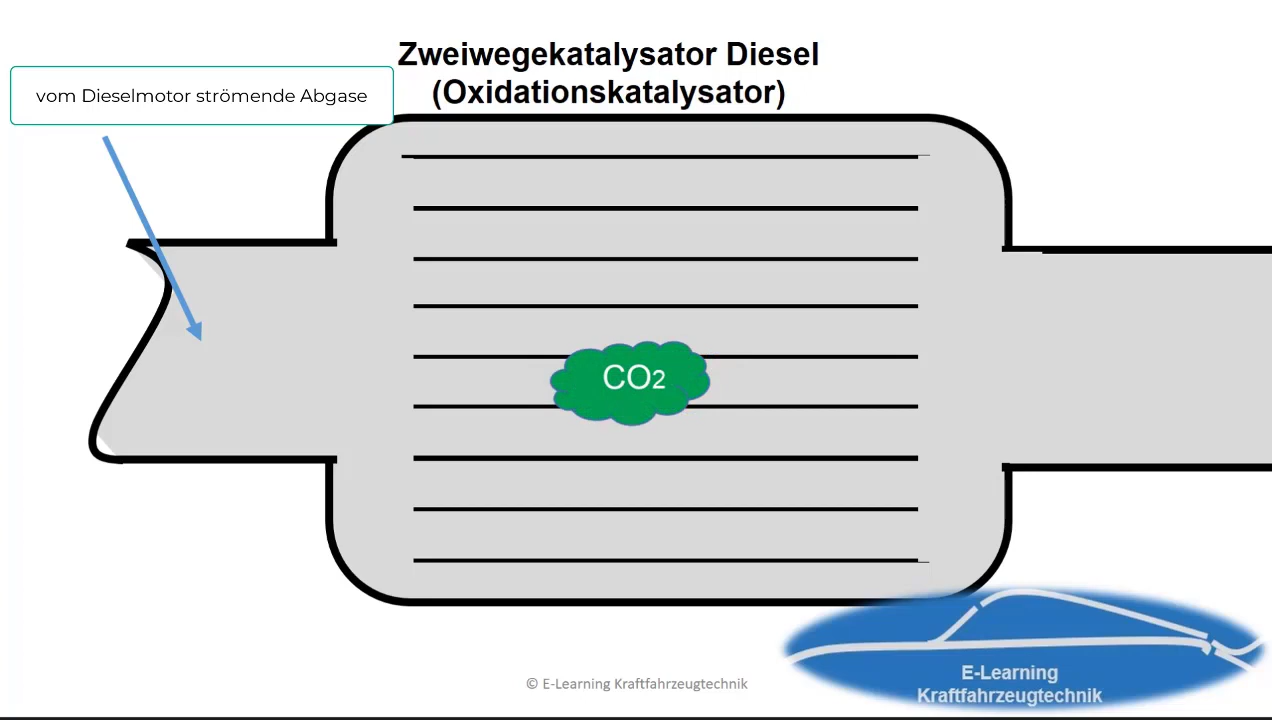 Zweiwegekatalysator Diesel
(Oxidationskatalysator)
vom Dieselmotor strömende Abgase
CO2
© E-Learning Kraftfahrzeugtechnik
E-Learning
Kraftfahrzeugtechnik